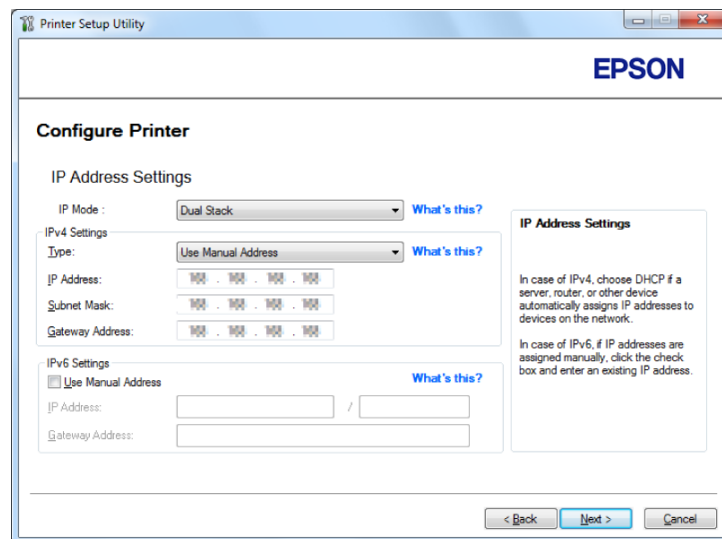 Printer Setup Utility
EPSON
Configure Printer
IP Address Settings
IP Mode :
Dual Stack
What's this?
IPv4 Settings
Type:
Use Manual Address
What's this?
IP Address:
Subnet Mask:
Gateway Address:
IPv6 Settings
Use Manual Address
What's this?
IP Address:
/
Gateway Address:
IP Address Settings
In case of IPv4, choose DHCP if a
server, router, or other device
automatically assigns IP addresses to
devices on the network.
In case of IPv6, if IP addresses are
assigned manually, click the check
box and enter an existing IP address.
< Back
Next >
Cancel